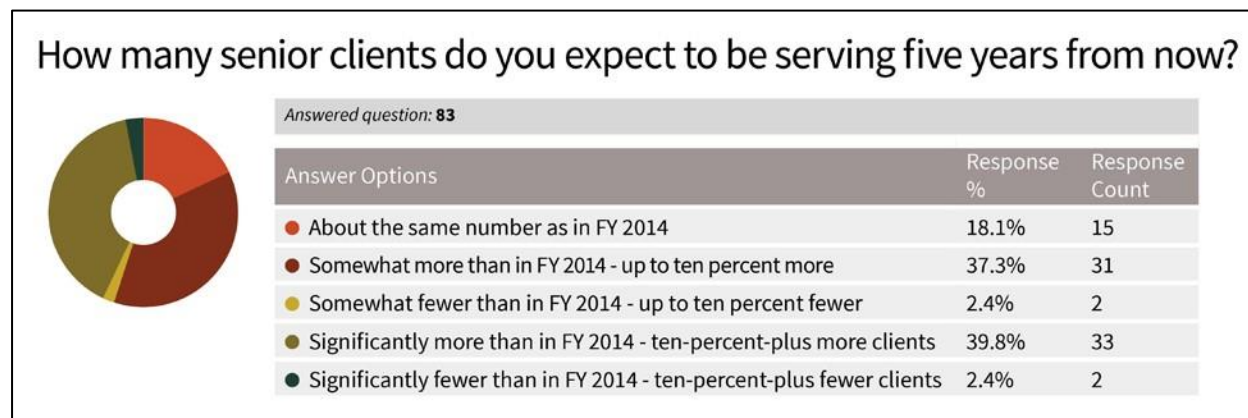 How many senior clients do you expect to be serving five years from now?
Answered question: 83
Answer Options Response % Response Count
About the same number as in FY 2014 18.1% 15
Somewhat more than in FY 2014 - up to ten percent more 37.3% 31
Somewhat fewer than in FY 2014 - up to ten percent fewer 2.4% 2
Significantly more than in FY 2014 - ten-percent-plus more clients 39.8% 33
Significantly fewer than in FY 2014 - ten-percent-plus fewer clients 2.4% 2